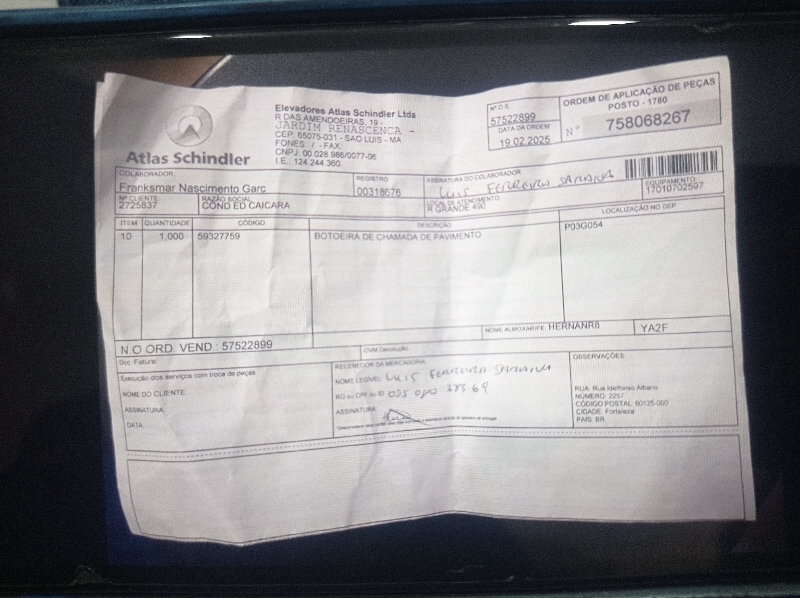 Atlas Schindler
Elevadores Atlas Schindler Ltda
R DAS AMENDOEIRAS, 19 -
JARDIM RENASCENCA -
CEP: 65075-031 - SAO LUIS - MA
FONES: / - FAX:
CNPJ: 00.028.986/0077-06
I.E.: 124.244.360
Nº O.S.
57522899
DATA DA ORDEM
19.02.2025
ORDEM DE APLICAÇÃO DE PEÇAS
POSTO - 1780
Nº 758068267
COLABORADOR
Franksmar Nascimento Garc
REGISTRO
00318676
ASSINATURA DO COLABORADOR
LUIS FERREIRA
EQUIPAMENTO
17010702597
Nº CLIENTE
2725837
RAZÃO SOCIAL
COND ED CAICARA
LOCAL DE ATENDIMENTO
R GRANDE 490
ITEM QUANTIDADE CÓDIGO DESCRIÇÃO LOCALIZAÇÃO NO DEP
10 1,000 59327759 BOTOEIRA DE CHAMADA DE PAVIMENTO P03G054
NOME ALMOXARIFE HERNANR8 YA2F
N.O ORD. VEND.: 57522899
OVM Devolução:
Doc. Fatura:
Execução dos serviços com troca de peças
NOME DO CLIENTE:
ASSINATURA:
DATA:
RECEBEDOR DA MERCADORIA
NOME LEGÍVEL LUIS FERREIRA
RG ou CPF
ASSINATURA
OBSERVAÇÕES
RUA: Rua Ildefonso Albano
NÚMERO: 2257
CÓDIGO POSTAL: 60125-000
CIDADE: Fortaleza
PAÍS: BR